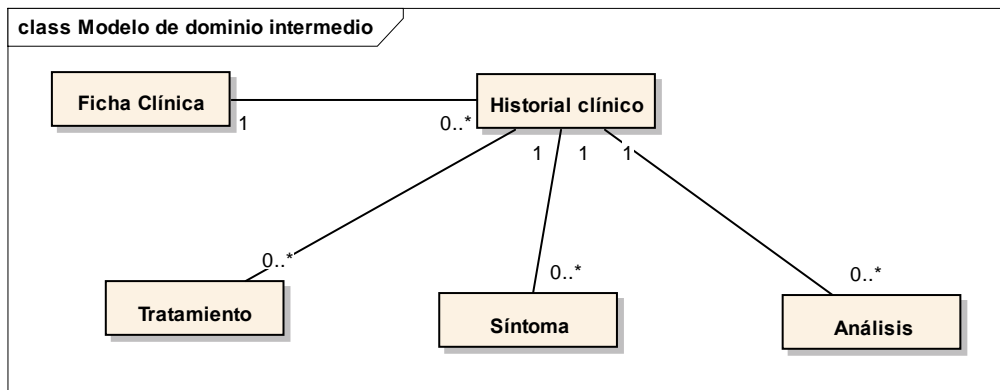 class Modelo de dominio intermedio
Ficha Clínica
Historial clínico
1
0..*
1
1
1
0..*
0..*
0..*
Tratamiento
Síntoma
Análisis